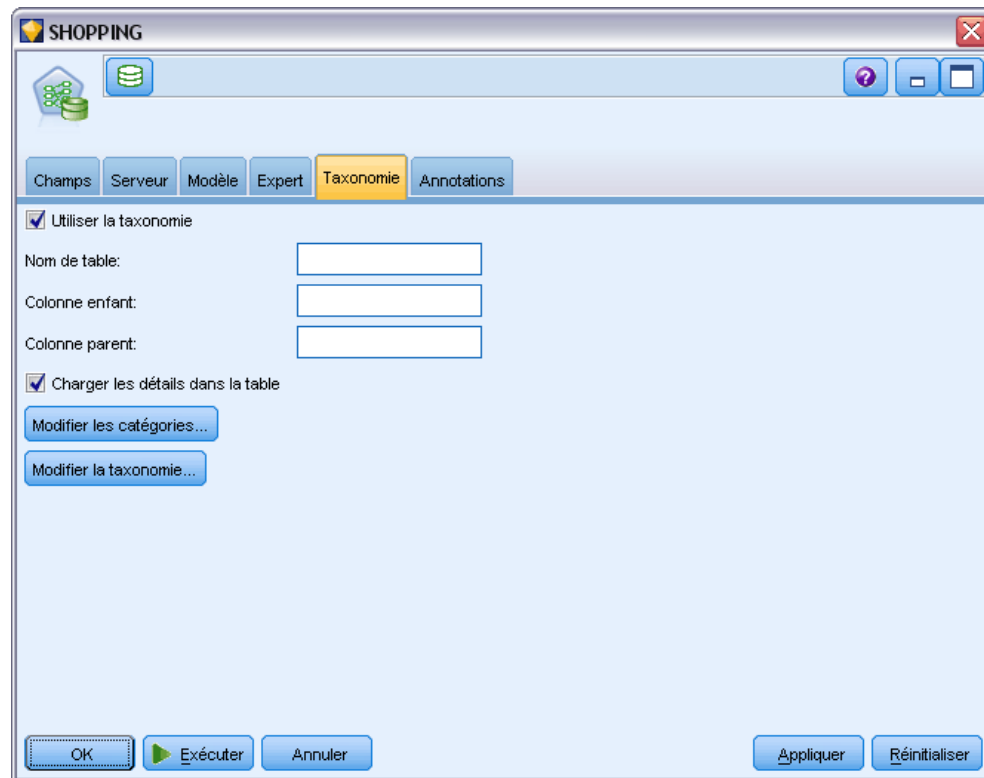 SHOPPING
Champs Serveur Modèle Expert Taxonomie Annotations
Utiliser la taxonomie
Nom de table:
Colonne enfant:
Colonne parent:
Charger les détails dans la table
Modifier les catégories...
Modifier la taxonomie...
OK Exécuter Annuler Appliquer Réinitialiser